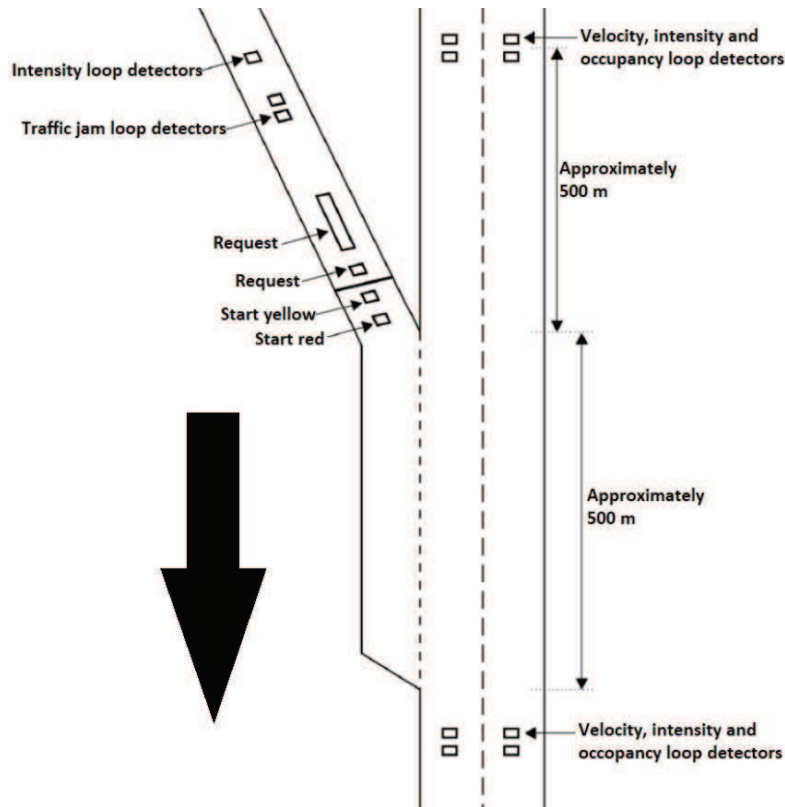 Velocity, intensity and
occupancy loop detectors
Intensity loop detectors
Traffic jam loop detectors
Approximately
500 m
Request
Request
Start yellow
Start red
Approximately
500 m
Velocity, intensity and
occopancy loop detectors